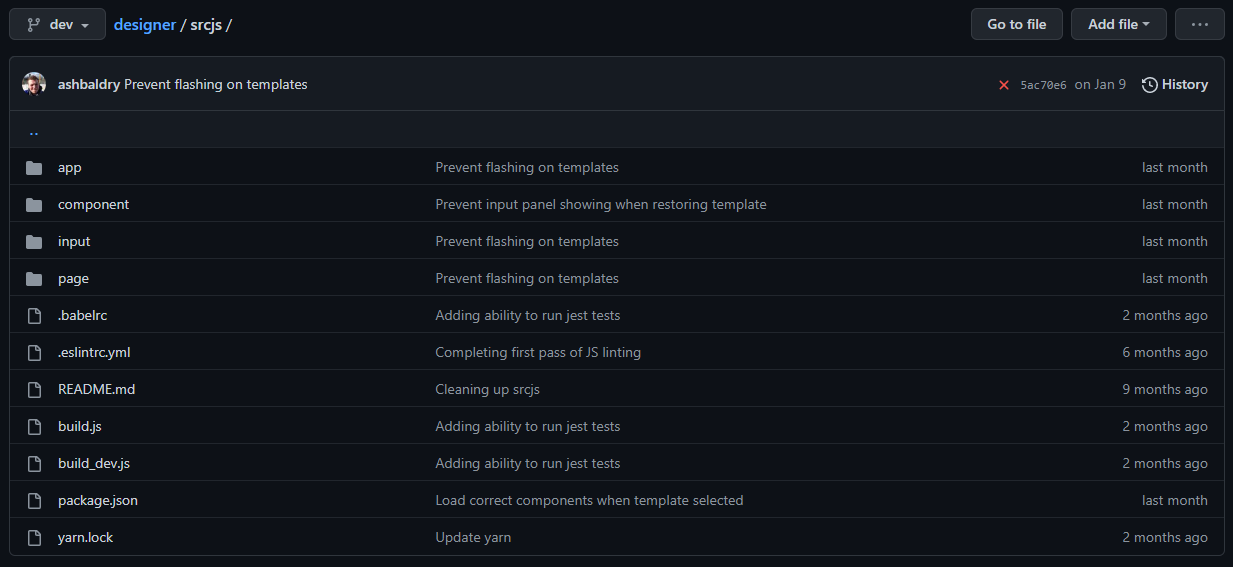 dev designer / srcjs / Go to file Add file ...
ashbaldry Prevent flashing on templates 5ac70e6 on Jan 9 History
..
app Prevent flashing on templates last month
component Prevent input panel showing when restoring template last month
input Prevent flashing on templates last month
page Prevent flashing on templates last month
.babelrc Adding ability to run jest tests 2 months ago
.eslintrc.yml Completing first pass of JS linting 6 months ago
README.md Cleaning up srcjs 9 months ago
build.js Adding ability to run jest tests 2 months ago
build_dev.js Adding ability to run jest tests 2 months ago
package.json Load correct components when template selected last month
yarn.lock Update yarn 2 months ago